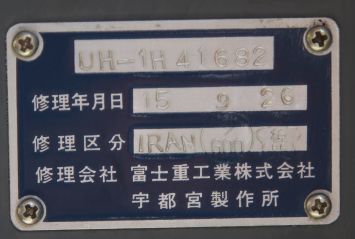 UH-1H 41682
修理年月日 15 9 26
修理区分 IRAN
修理会社 富士重工業株式会社
宇都宮製作所